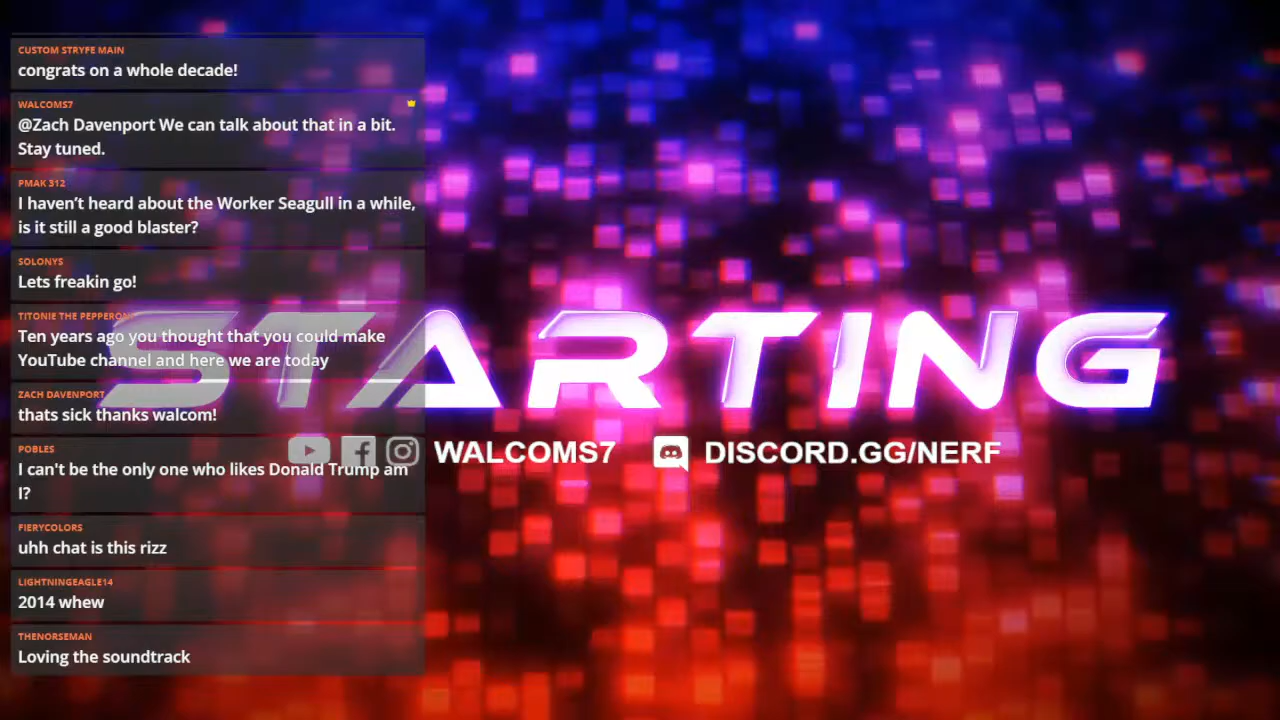 CUSTOM STRYFE MAIN
congrats on a whole decade!
WALCOMS7
@Zach Davenport We can talk about that in a bit.
Stay tuned.
PMAK 312
I haven’t heard about the Worker Seagull in a while,
is it still a good blaster?
SOLONYS
Lets freakin go!
TITONIE THE PEPPERONI
Ten years ago you thought that you could make
YouTube channel and here we are today
ZACH DAVENPORT
thats sick thanks walcom!
POBLES
I can't be the only one who likes Donald Trump am
I?
FIERYCOLORS
uhh chat is this rizz
LIGHTNINGEAGLE14
2014 whew
THENORSEMAN
Loving the soundtrack
STARTING
WALCOMS7 DISCORD.GG/NERF